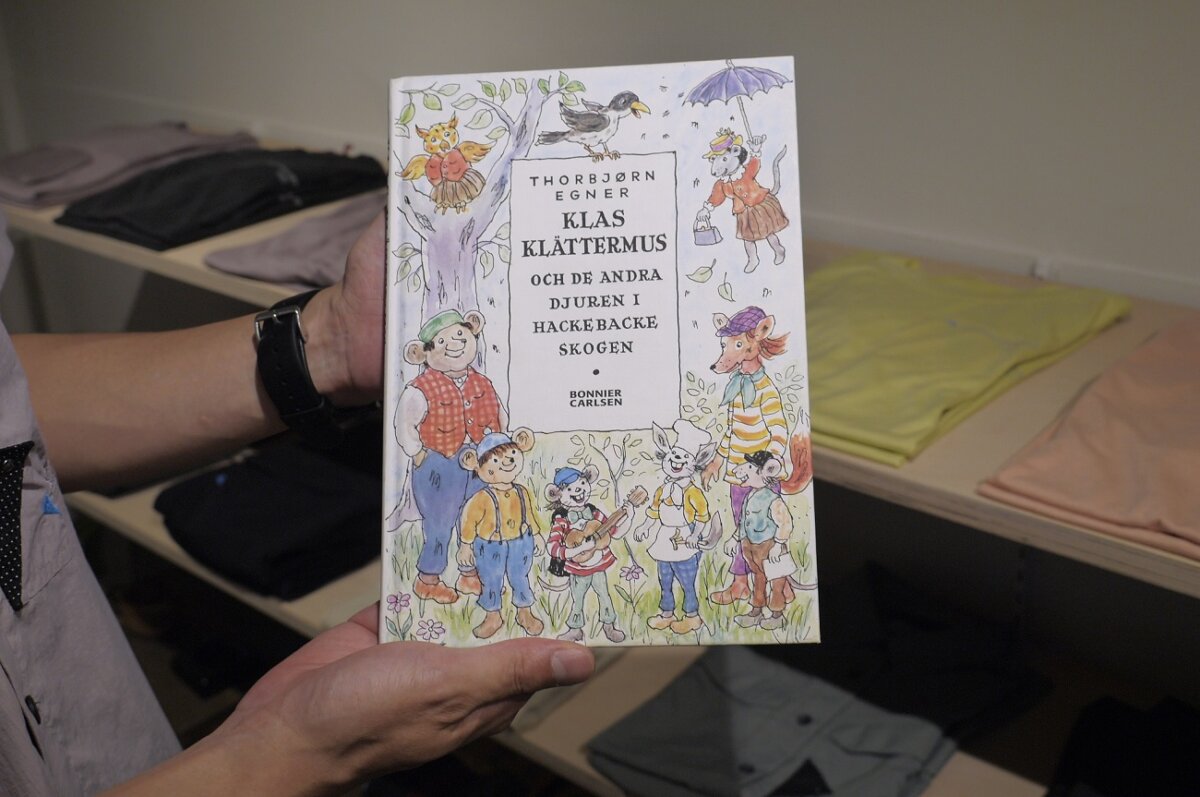 THORBJØRN
EGNER
KLAS
KLÄTTERMUS
OCH DE ANDRA
DJUREN I
HACKEBACKE
SKOGEN
•
BONNIER
CARLSEN